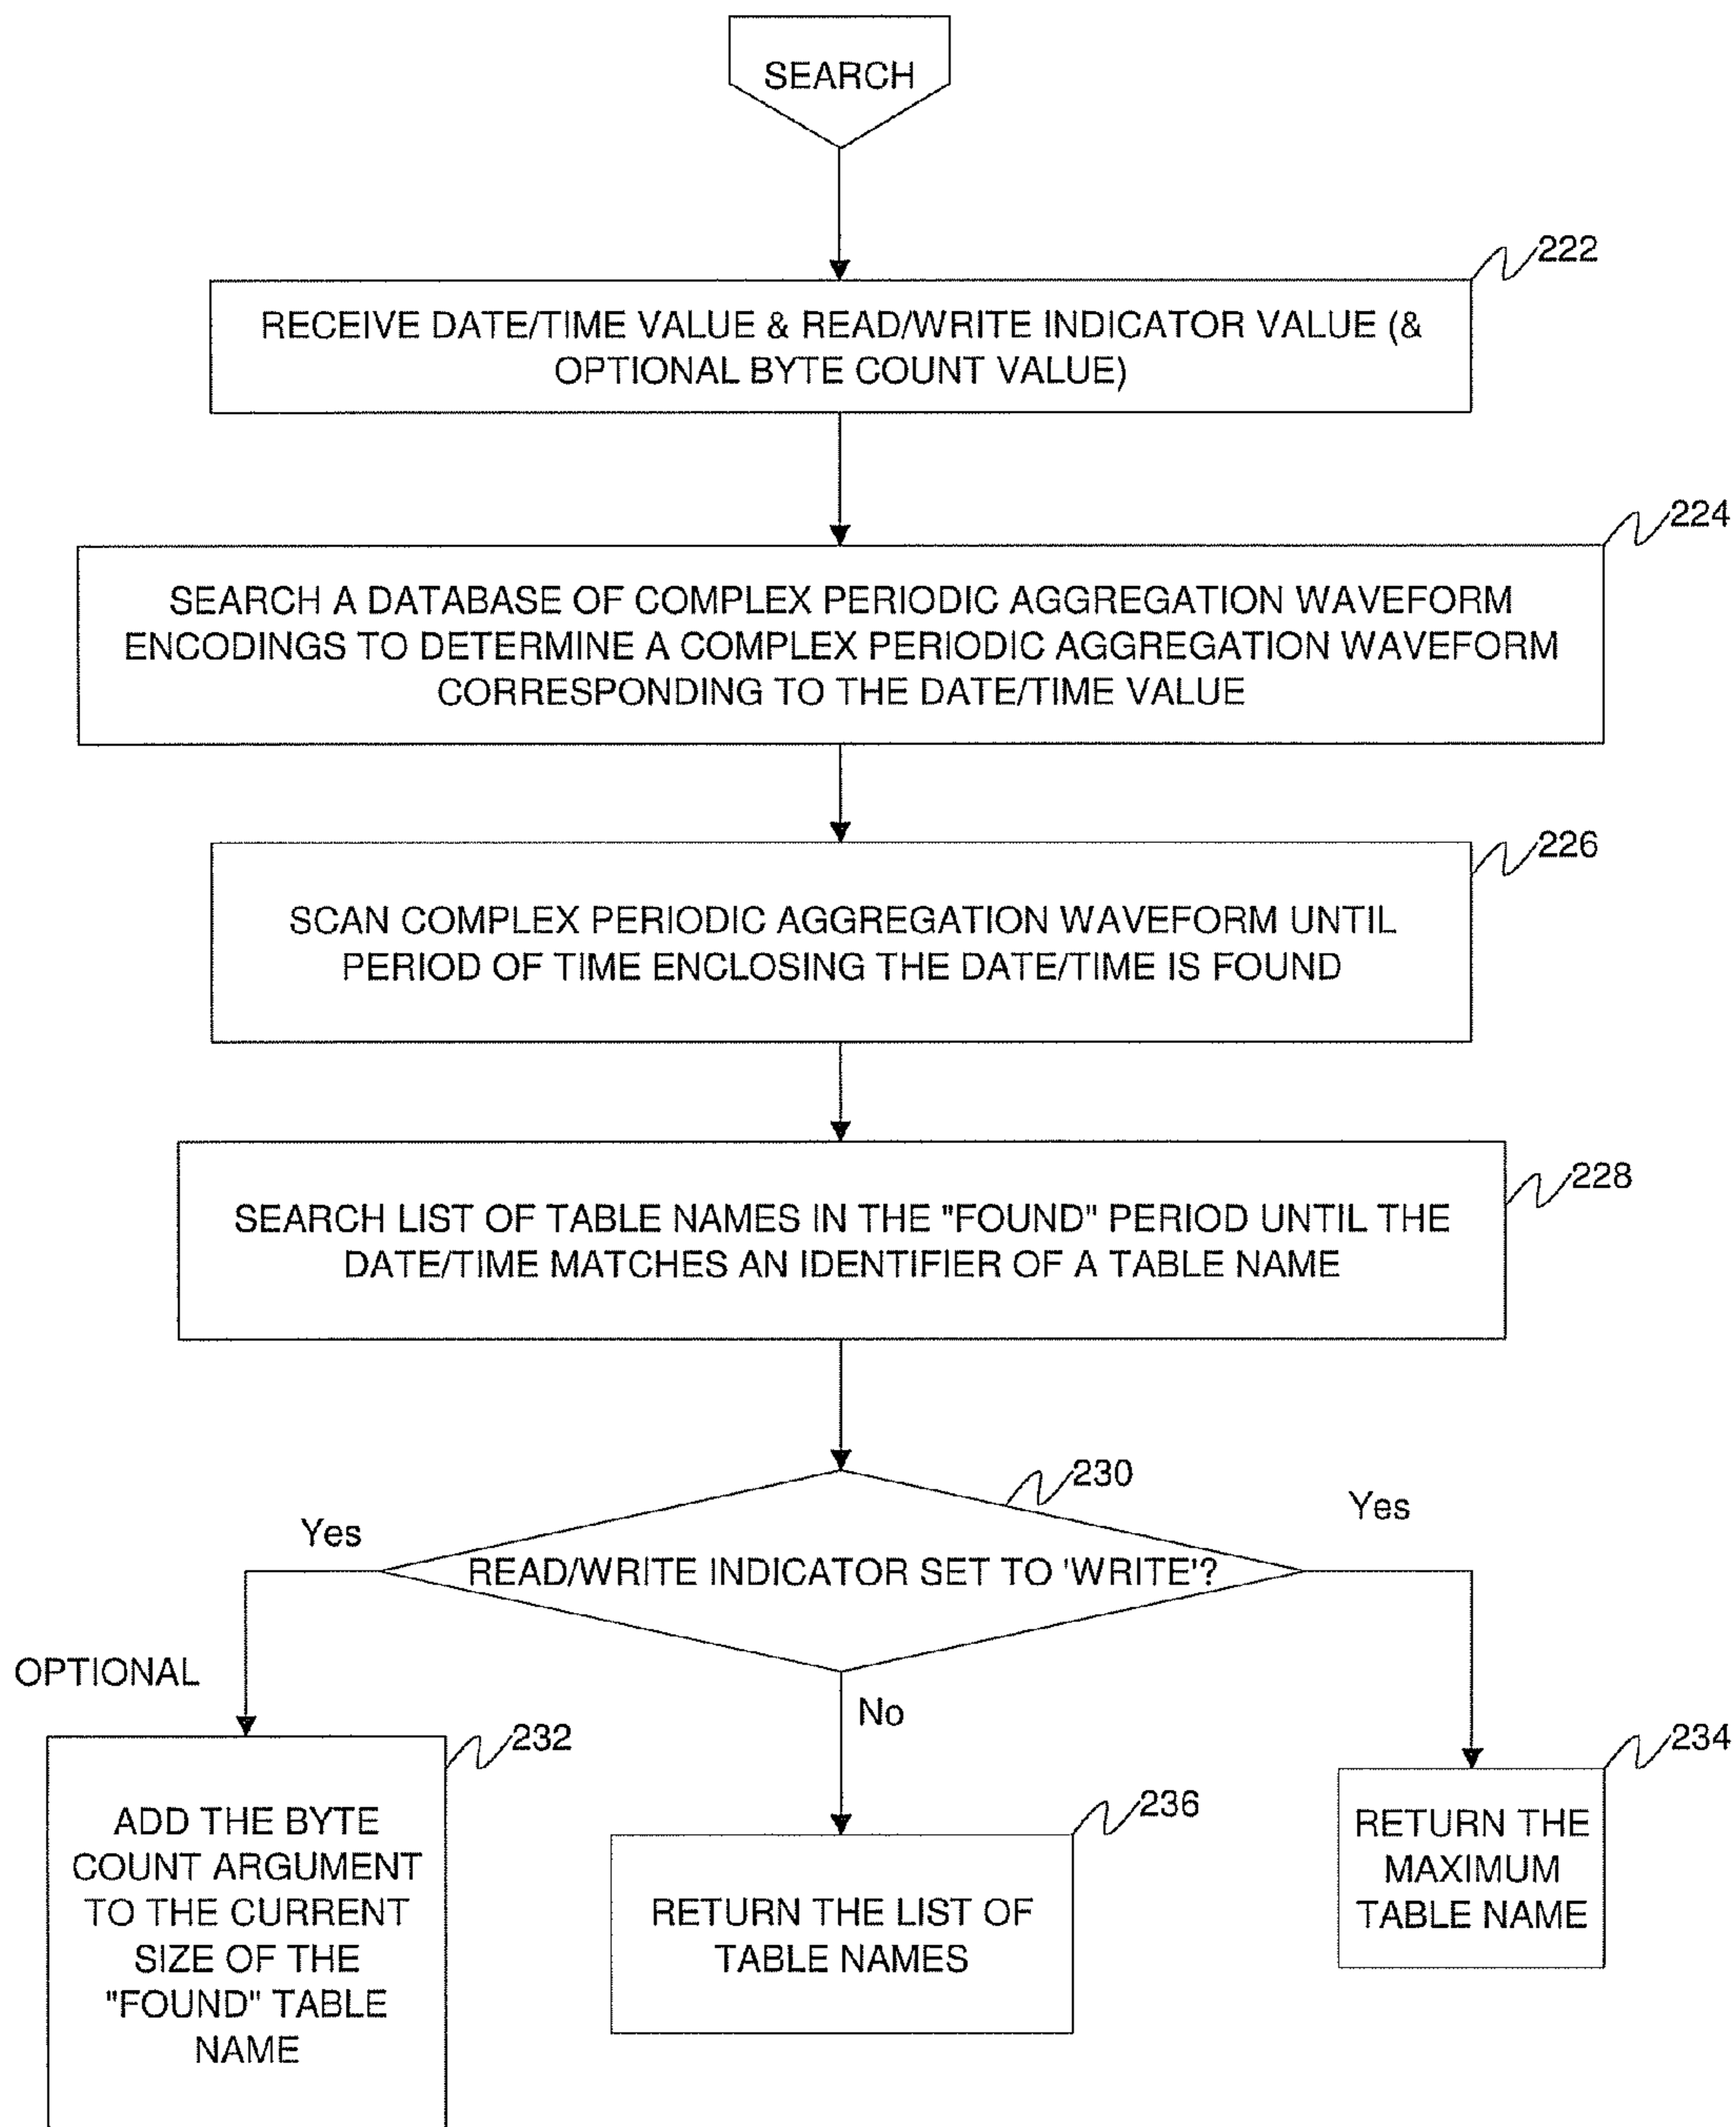 SEARCH
222
RECEIVE DATE/TIME VALUE & READ/WRITE INDICATOR VALUE (&
OPTIONAL BYTE COUNT VALUE)
224
SEARCH A DATABASE OF COMPLEX PERIODIC AGGREGATION WAVEFORM
ENCODINGS TO DETERMINE A COMPLEX PERIODIC AGGREGATION WAVEFORM
CORRESPONDING TO THE DATE/TIME VALUE
226
SCAN COMPLEX PERIODIC AGGREGATION WAVEFORM UNTIL
PERIOD OF TIME ENCLOSING THE DATE/TIME IS FOUND
228
SEARCH LIST OF TABLE NAMES IN THE "FOUND" PERIOD UNTIL THE
DATE/TIME MATCHES AN IDENTIFIER OF A TABLE NAME
230
Yes
Yes
READ/WRITE INDICATOR SET TO 'WRITE'?
OPTIONAL
No
232
ADD THE BYTE
COUNT ARGUMENT
TO THE CURRENT
SIZE OF THE
"FOUND" TABLE
NAME
236
RETURN THE LIST OF
TABLE NAMES
234
RETURN THE
MAXIMUM
TABLE NAME